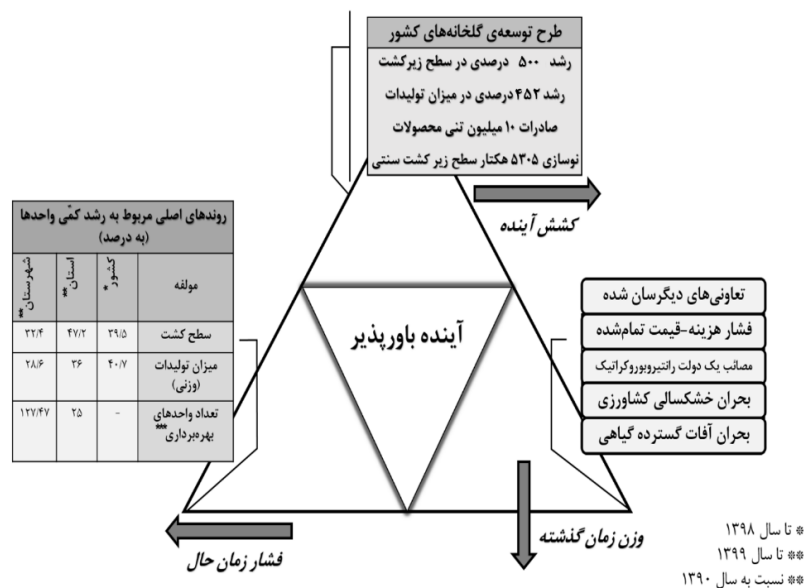 طرح توسعه‌ی گلخانه‌های کشور
رشد ۵۰۰ درصدی در سطح زیرکشت
رشد ۴۵۲ درصدی در میزان تولیدات
صادرات ۱۰ میلیون تنی محصولات
نوسازی ۵۳۰۵ هکتار سطح زیر کشت سنتی
کشش آینده
روندهای اصلی مربوط به رشد کمّی واحدها
(به درصد)
مولفه کشور* استان** شهرستان**
سطح کشت ۳۹/۵ ۴۷/۲ ۳۲/۴
میزان تولیدات ۴۰/۷ ۳۶ ۲۸/۶
(وزنی)
تعداد واحدهای - ۲۵ ۱۲۷/۴۷
بهره‌برداری***
آینده باورپذیر
تعاونی‌های دیگرسان شده
فشار هزینه-قیمت تمام‌شده
مصائب یک دولت رانتیروبوروکراتیک
بحران خشکسالی کشاورزی
بحران آفات گسترده گیاهی
وزن زمان گذشته
فشار زمان حال
* تا سال ۱۳۹۸
** تا سال ۱۳۹۹
** نسبت به سال ۱۳۹۰